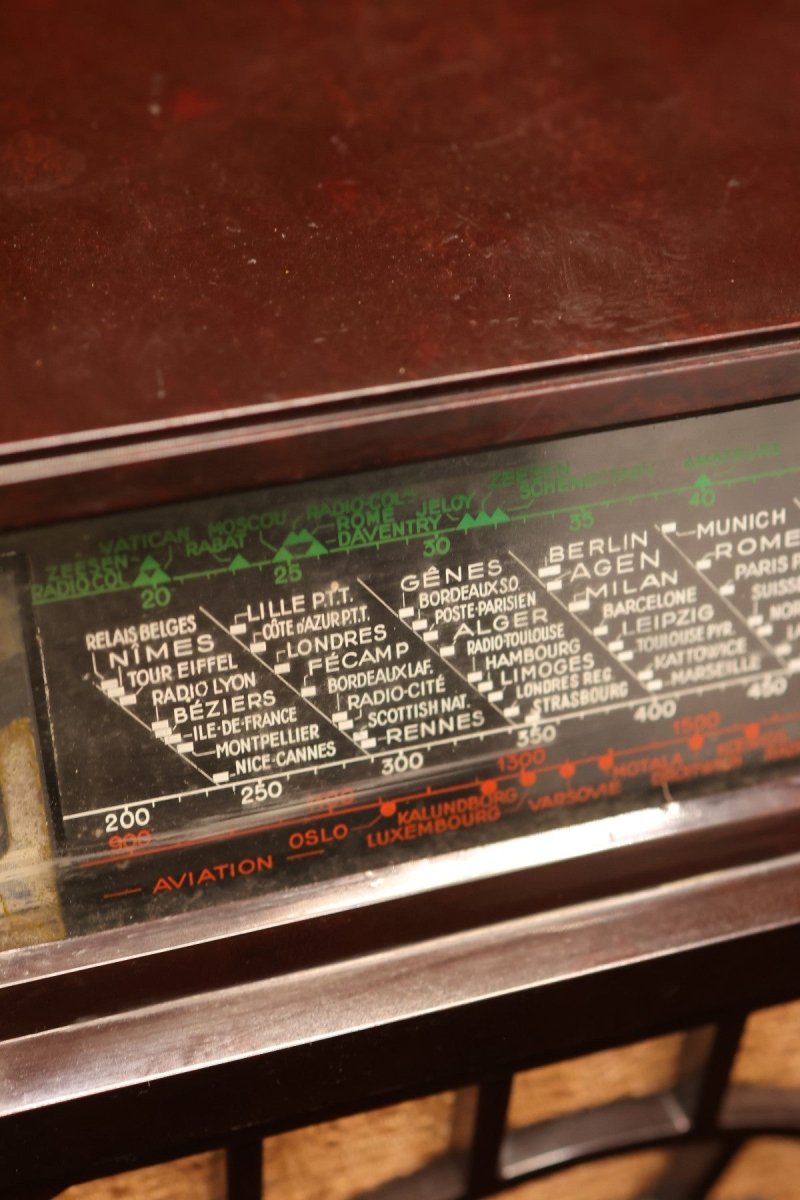 ZEESEN
RADIO-COL
VATICAN
RABAT
MOSCOU
RADIO-COL
ROME
DAVENTRY
JELOY
ZEESEN
SCHENECTADY
AMATEURS
20
25
30
35
40
RELAIS BELGES
NÎMES
TOUR EIFFEL
RADIO LYON
BÉZIERS
ILE-DE-FRANCE
MONTPELLIER
NICE-CANNES
LILLE P.T.T.
CÔTE D'AZUR P.T.T.
LONDRES
FÉCAMP
BORDEAUX LAF.
RADIO-CITÉ
SCOTTISH NAT.
RENNES
GÊNES
BORDEAUX S.O.
POSTE-PARISIEN
ALGER
RADIO-TOULOUSE
HAMBOURG
LIMOGES
LONDRES REG
STRASBOURG
BERLIN
AGEN
MILAN
BARCELONE
LEIPZIG
TOULOUSE PYR.
KATTOWICE
MARSEILLE
MUNICH
ROME
PARIS P
200
250
300
350
400
450
900
1300
1500
AVIATION
OSLO
KALUNDBORG
LUXEMBOURG
VARSOVIE
MOTALA